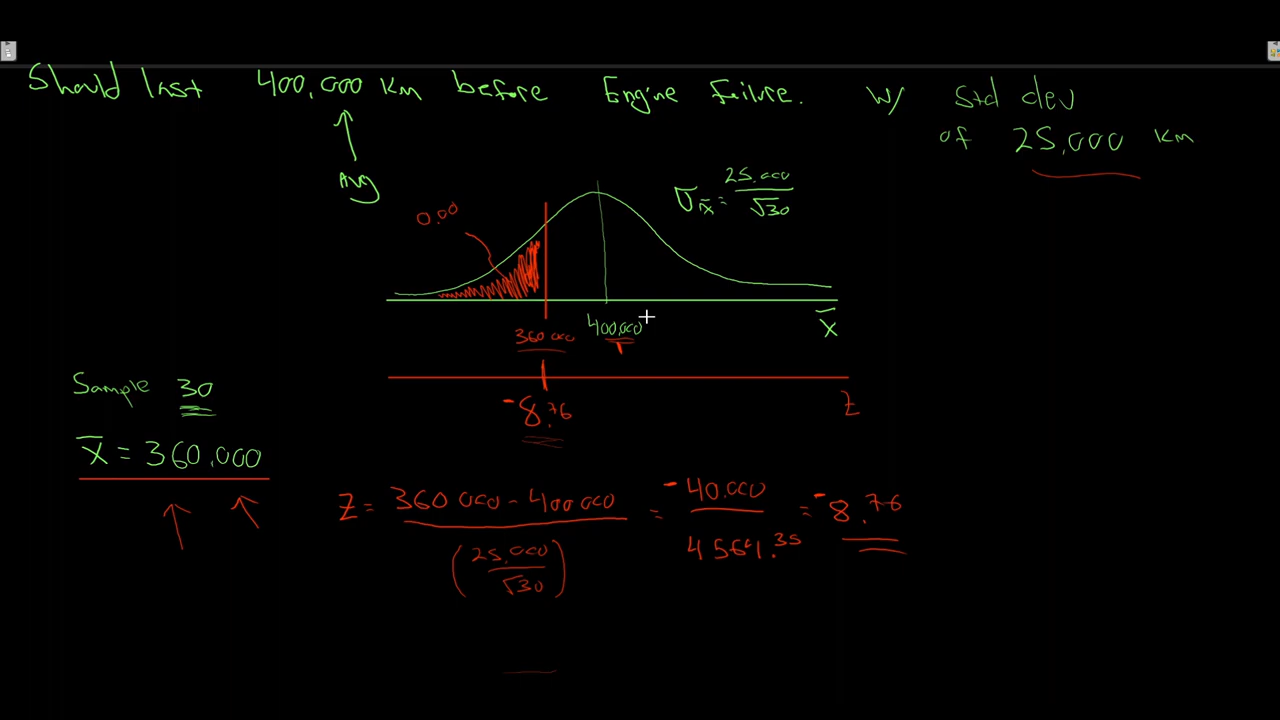 Should last 400,000 Km before Engine Failure. W/ Std dev
of 25,000 Km
Avg
σx̄ = 25,000 / √30
0.00
360 000 400,000
X̄
Sample 30
-8.76
Z
X̄ = 360,000
Z = 360 000 - 400 000 / (25,000 / √30) = -40,000 / 4564.35 = -8.76